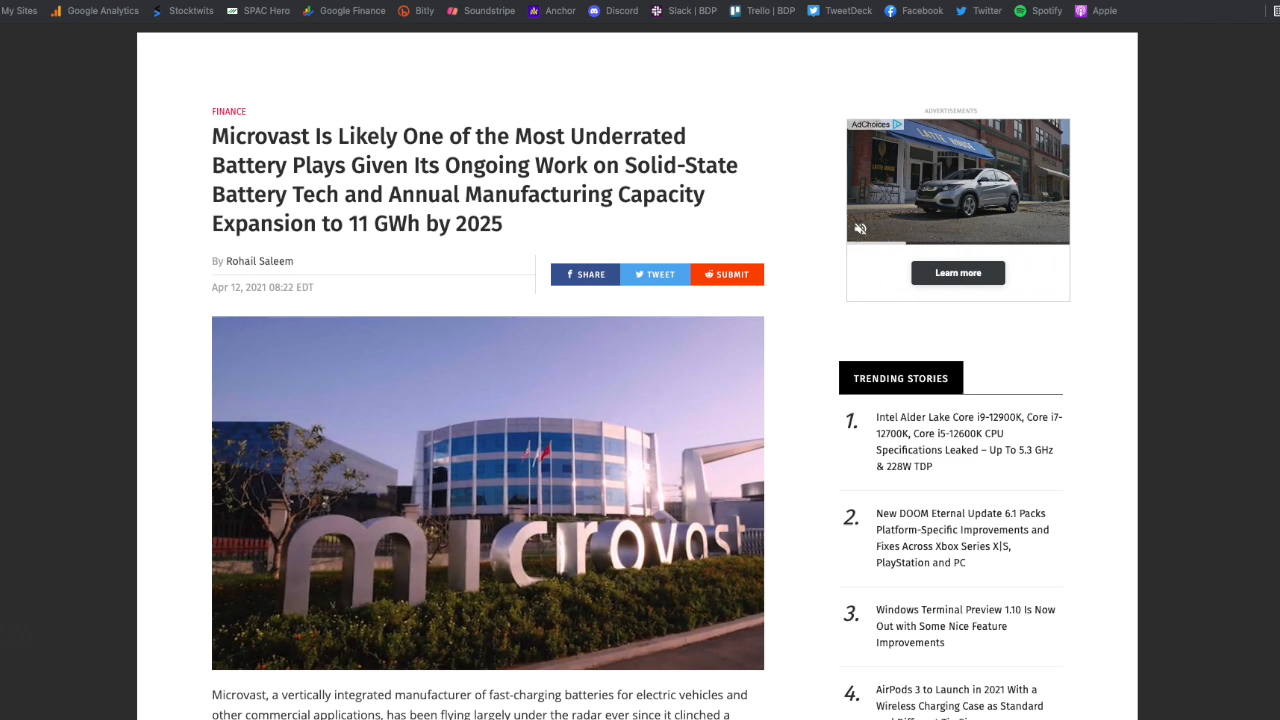 My Sites Google Analytics Stocktwits SPAC Hero Google Finance Bitly Soundstripe Anchor Discord Slack | BDP Trello | BDP TweetDeck Facebook Twitter Spotify Apple
FINANCE
Microvast Is Likely One of the Most Underrated
Battery Plays Given Its Ongoing Work on Solid-State
Battery Tech and Annual Manufacturing Capacity
Expansion to 11 GWh by 2025
By Rohail Saleem
Apr 12, 2021 08:22 EDT
SHARE TWEET SUBMIT
microvast
Microvast, a vertically integrated manufacturer of fast-charging batteries for electric vehicles and
other commercial applications, has been flying largely under the radar ever since it clinched a
ADVERTISEMENTS
AdChoices
LATTE HOUSE
Learn more
TRENDING STORIES
1. Intel Alder Lake Core i9-12900K, Core i7-
12700K, Core i5-12600K CPU
Specifications Leaked – Up To 5.3 GHz
& 228W TDP
2. New DOOM Eternal Update 6.1 Packs
Platform-Specific Improvements and
Fixes Across Xbox Series X|S,
PlayStation and PC
3. Windows Terminal Preview 1.10 Is Now
Out with Some Nice Feature
Improvements
4. AirPods 3 to Launch in 2021 With a
Wireless Charging Case as Standard